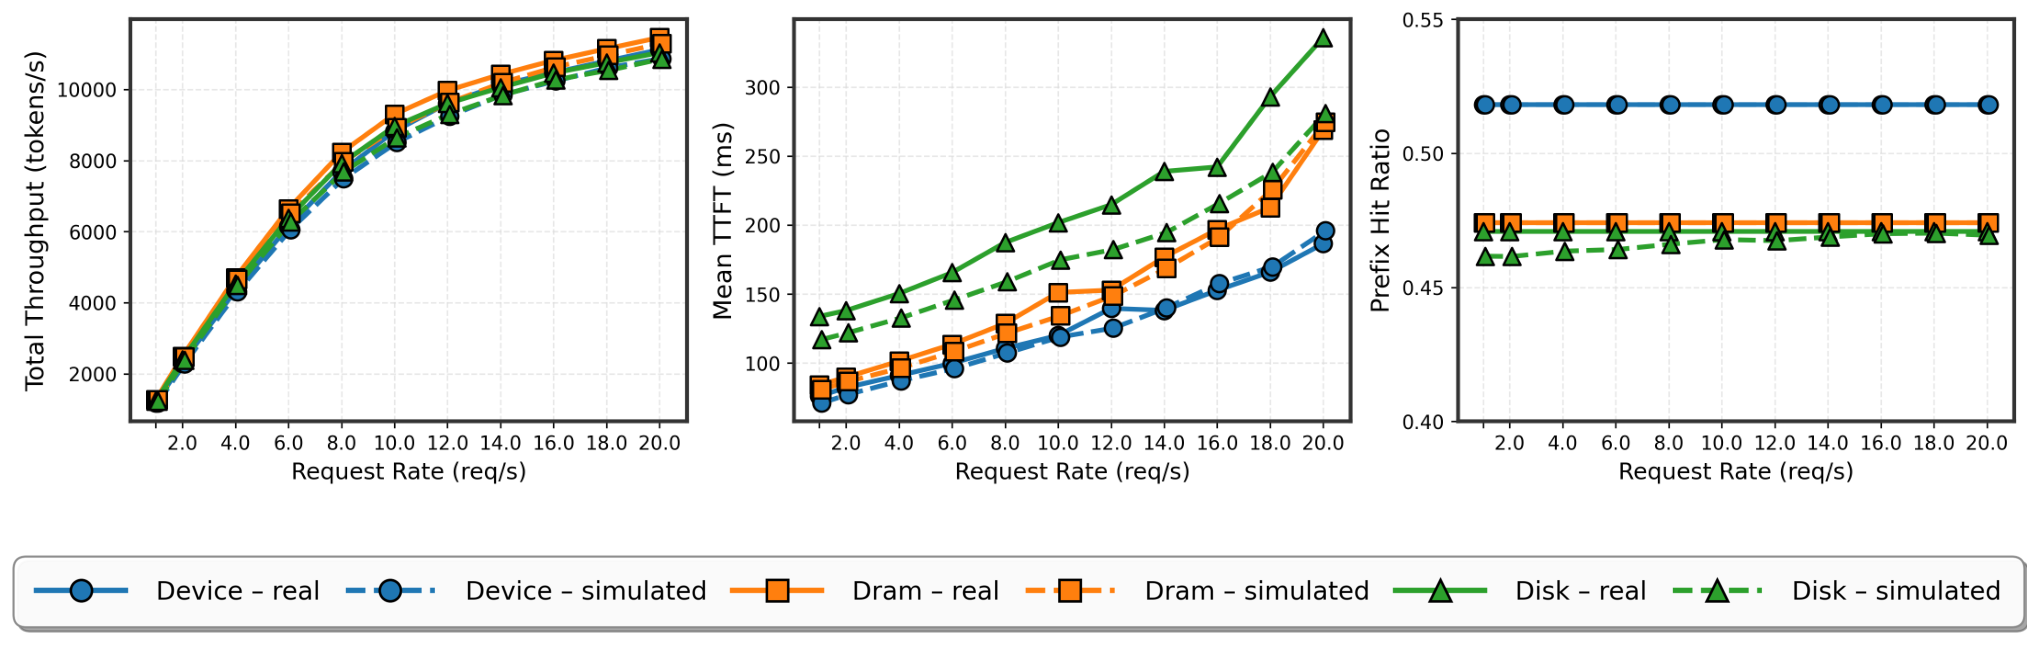 Total Throughput (tokens/s)
10000
8000
6000
4000
2000
2.0 4.0 6.0 8.0 10.0 12.0 14.0 16.0 18.0 20.0
Request Rate (req/s)
Mean TTFT (ms)
300
250
200
150
100
2.0 4.0 6.0 8.0 10.0 12.0 14.0 16.0 18.0 20.0
Request Rate (req/s)
Prefix Hit Ratio
0.55
0.50
0.45
0.40
2.0 4.0 6.0 8.0 10.0 12.0 14.0 16.0 18.0 20.0
Request Rate (req/s)
Device – real Device – simulated Dram – real Dram – simulated Disk – real Disk – simulated